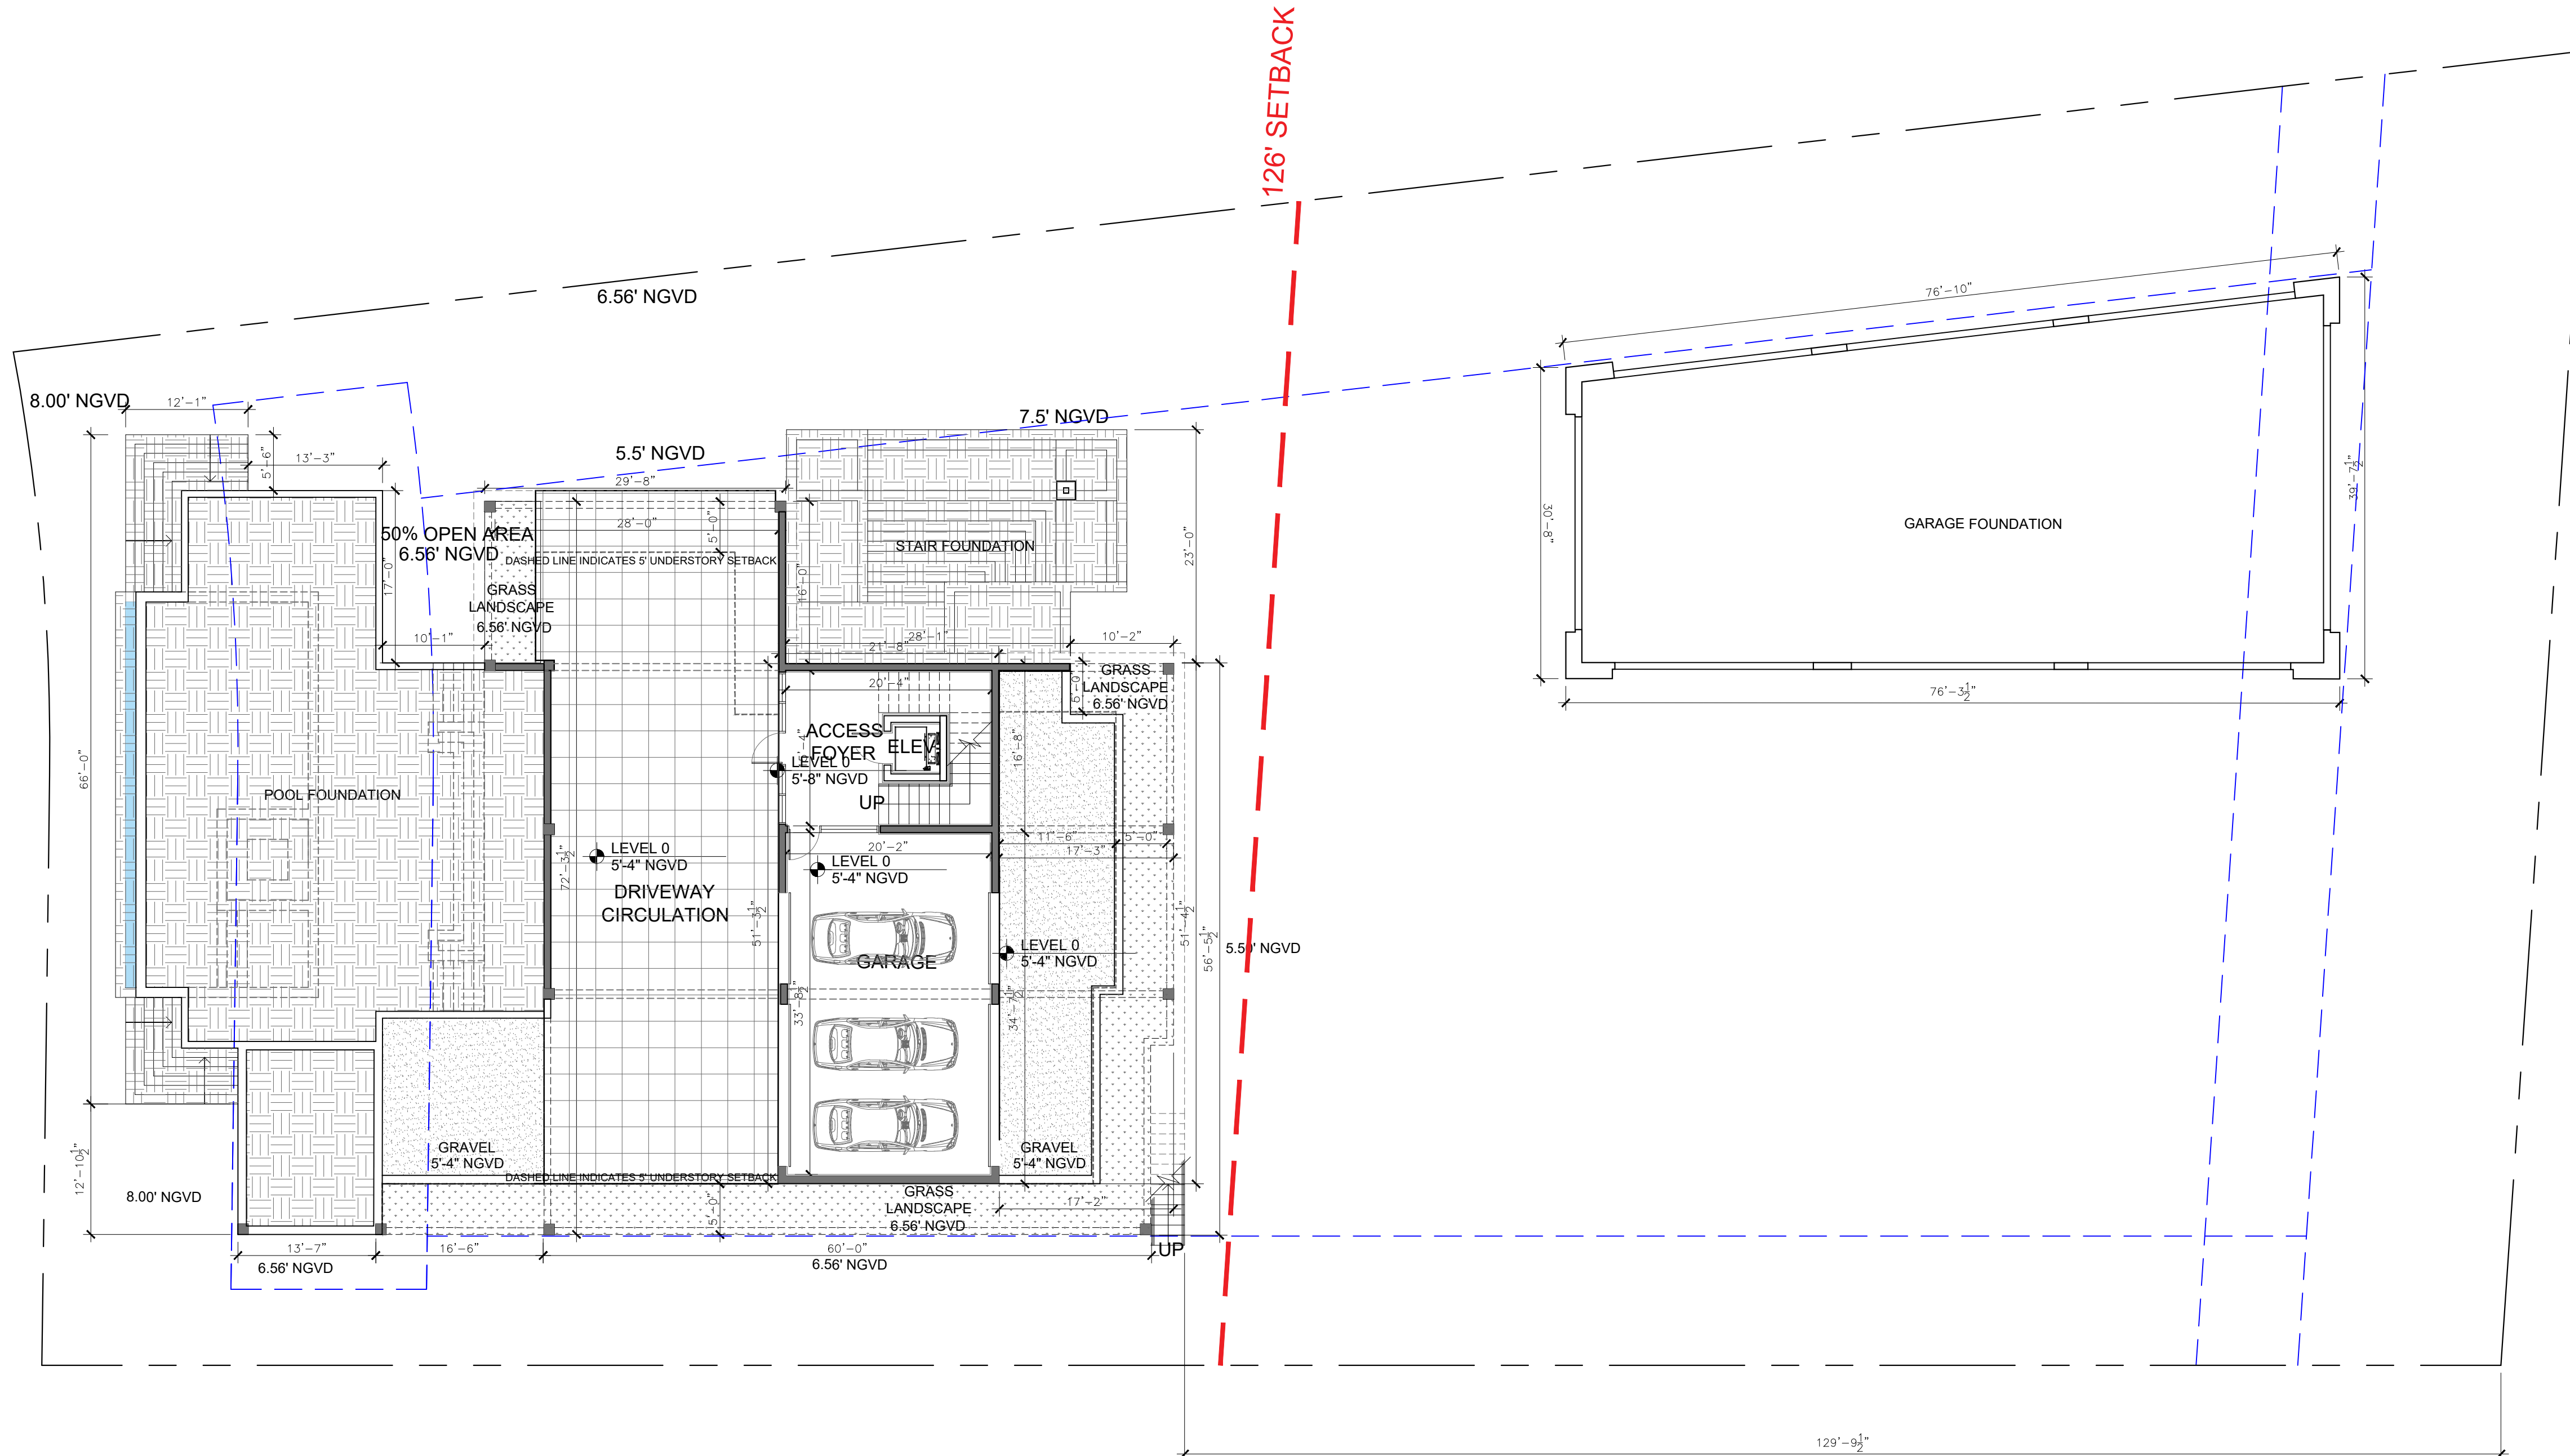 126' SETBACK
6.56' NGVD
76'-10"
8.00' NGVD
12'-1"
7.5' NGVD
5.5' NGVD
13'-3"
5'-6"
29'-8"
28'-0"
5'-0"
50% OPEN AREA
6.56' NGVD
DASHED LINE INDICATES 5' UNDERSTORY SETBACK
STAIR FOUNDATION
23'-0"
30'-8"
39'-7½"
GARAGE FOUNDATION
17'-0"
16'-0"
GRASS
LANDSCAPE
6.56' NGVD
10'-1"
28'-1"
21'-8"
10'-2"
GRASS
LANDSCAPE
6.56' NGVD
20'-4"
76'-3½"
ACCESS
FOYER
ELEV.
LEVEL 0
5'-8" NGVD
UP
16'-8"
66'-0"
POOL FOUNDATION
11'-6"
5'-0"
17'-3"
20'-2"
LEVEL 0
5'-4" NGVD
LEVEL 0
5'-4" NGVD
72'-3½"
DRIVEWAY
CIRCULATION
51'-3½"
51'-4½"
56'-5½"
LEVEL 0
5'-4" NGVD
5.50' NGVD
GARAGE
33'-8½"
34'-7½"
GRAVEL
5'-4" NGVD
GRAVEL
5'-4" NGVD
DASHED LINE INDICATES 5' UNDERSTORY SETBACK
12'-10½"
8.00' NGVD
5'-0"
GRASS
LANDSCAPE
6.56' NGVD
17'-2"
13'-7"
16'-6"
60'-0"
UP
6.56' NGVD
6.56' NGVD
129'-9½"